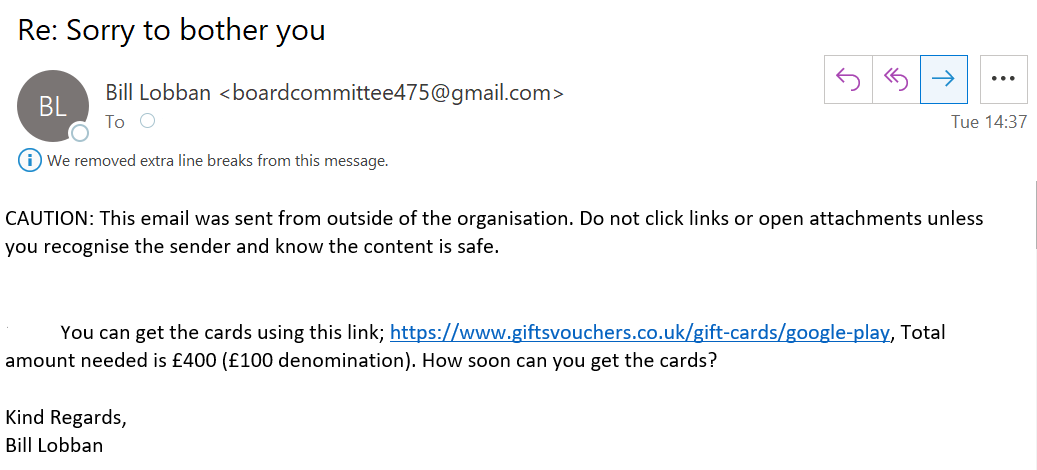 Re: Sorry to bother you
BL
Bill Lobban <boardcommittee475@gmail.com>
To
Tue 14:37
We removed extra line breaks from this message.
CAUTION: This email was sent from outside of the organisation. Do not click links or open attachments unless
you recognise the sender and know the content is safe.
You can get the cards using this link; https://www.giftsvouchers.co.uk/gift-cards/google-play, Total
amount needed is £400 (£100 denomination). How soon can you get the cards?
Kind Regards,
Bill Lobban